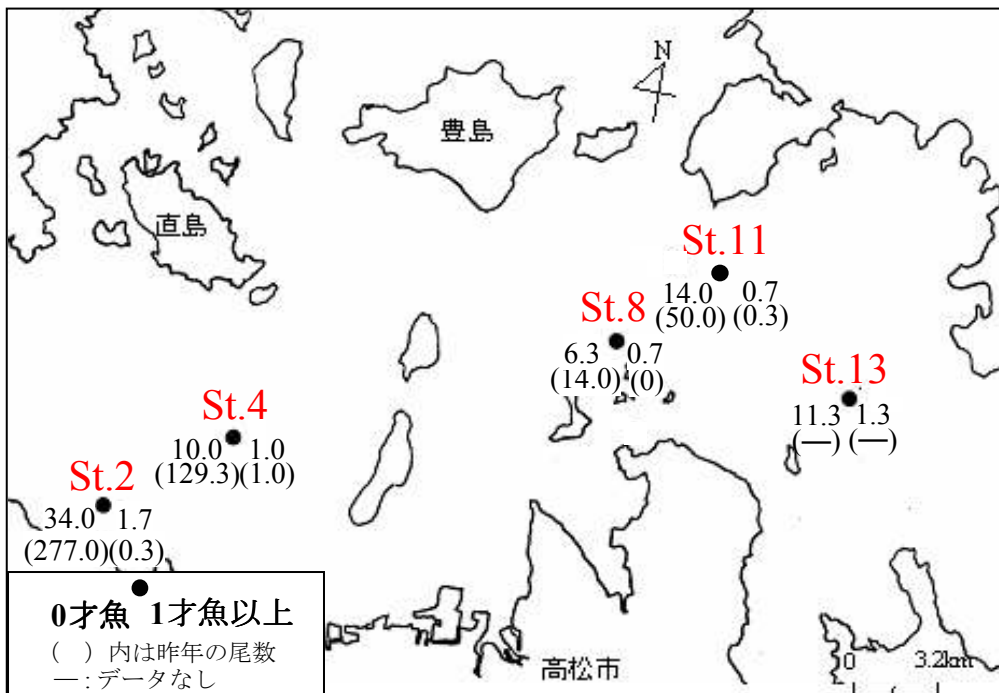 N
豊島
直島
St.11
14.0 0.7
(50.0) (0.3)
St.8
6.3 0.7
(14.0) (0)
St.13
11.3 1.3
(—) (—)
St.4
10.0 1.0
(129.3)(1.0)
St.2
34.0 1.7
(277.0)(0.3)
0才魚 1才魚以上
( ) 内は昨年の尾数
— : データなし
高松市
0 3.2km